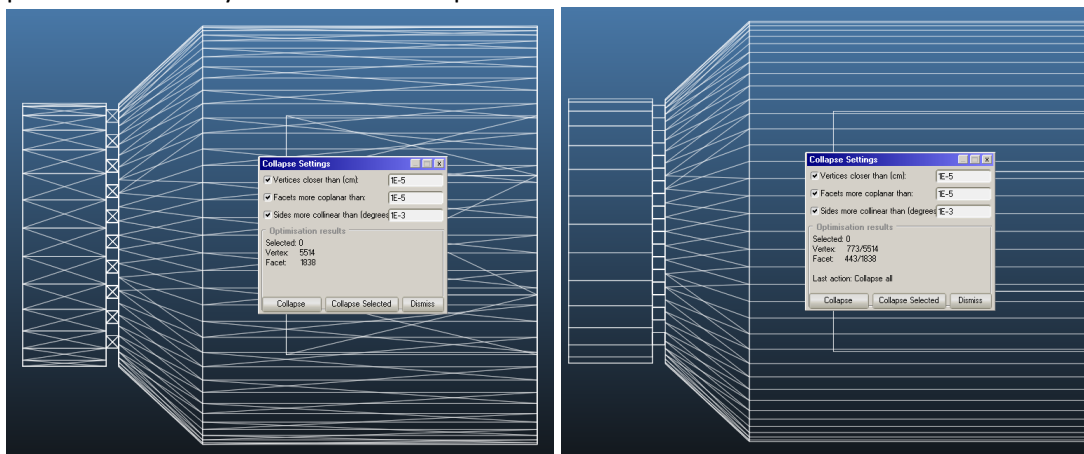 Collapse Settings
Vertices closer than (cm): 1E-5
Facets more coplanar than: 1E-5
Sides more collinear than (degrees 1E-3
Optimisation results
Selected: 0
Vertex: 5514
Facet: 1838
Collapse Collapse Selected Dismiss
Collapse Settings
Vertices closer than (cm): 1E-5
Facets more coplanar than: 1E-5
Sides more collinear than (degrees 1E-3
Optimisation results
Selected: 0
Vertex: 773/5514
Facet: 443/1838
Last action: Collapse all
Collapse Collapse Selected Dismiss